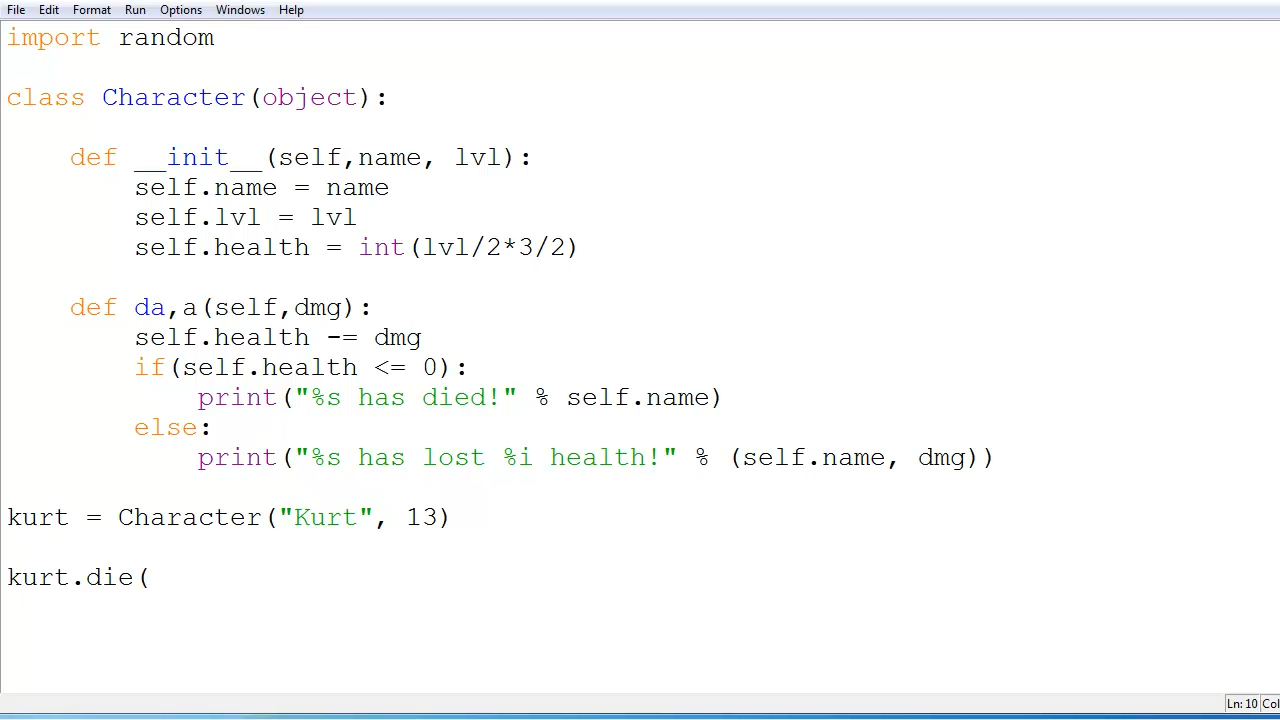 File Edit Format Run Options Windows Help
import random
class Character(object):
def __init__(self,name, lvl):
self.name = name
self.lvl = lvl
self.health = int(lvl/2*3/2)
def da,a(self,dmg):
self.health -= dmg
if(self.health <= 0):
print("%s has died!" % self.name)
else:
print("%s has lost %i health!" % (self.name, dmg))
kurt = Character("Kurt", 13)
kurt.die(
Ln: 10 Col